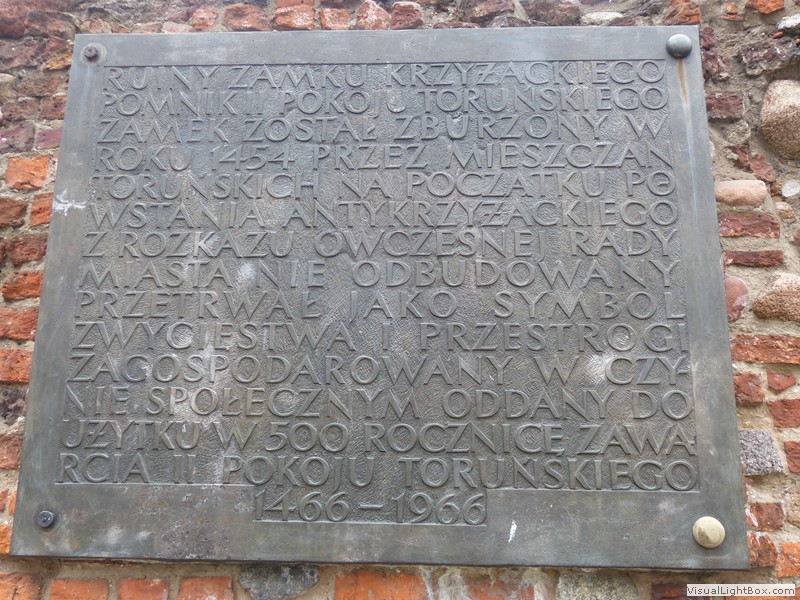 RUINY ZAMKU KRZYŻACKIEGO
POMNIK II POKOJU TORUŃSKIEGO
ZAMEK ZOSTAŁ ZBURZONY W
ROKU 1454 PRZEZ MIESZCZAN
TORUŃSKICH NA POCZĄTKU PO
WSTANIA ANTYKRZYŻACKIEGO
Z ROZKAZU ÓWCZESNEJ RADY
MIASTA NIE ODBUDOWANY
PRZETRWAŁ JAKO SYMBOL
ZWYCIĘSTWA I PRZESTROGI
ZAGOSPODAROWANY W CZY-
NIE SPOŁECZNYM ODDANY DO
UŻYTKU W 500 ROCZNICĘ ZAWA
RCIA II POKOJU TORUŃSKIEGO
1466 – 1966
VisualLightBox.com